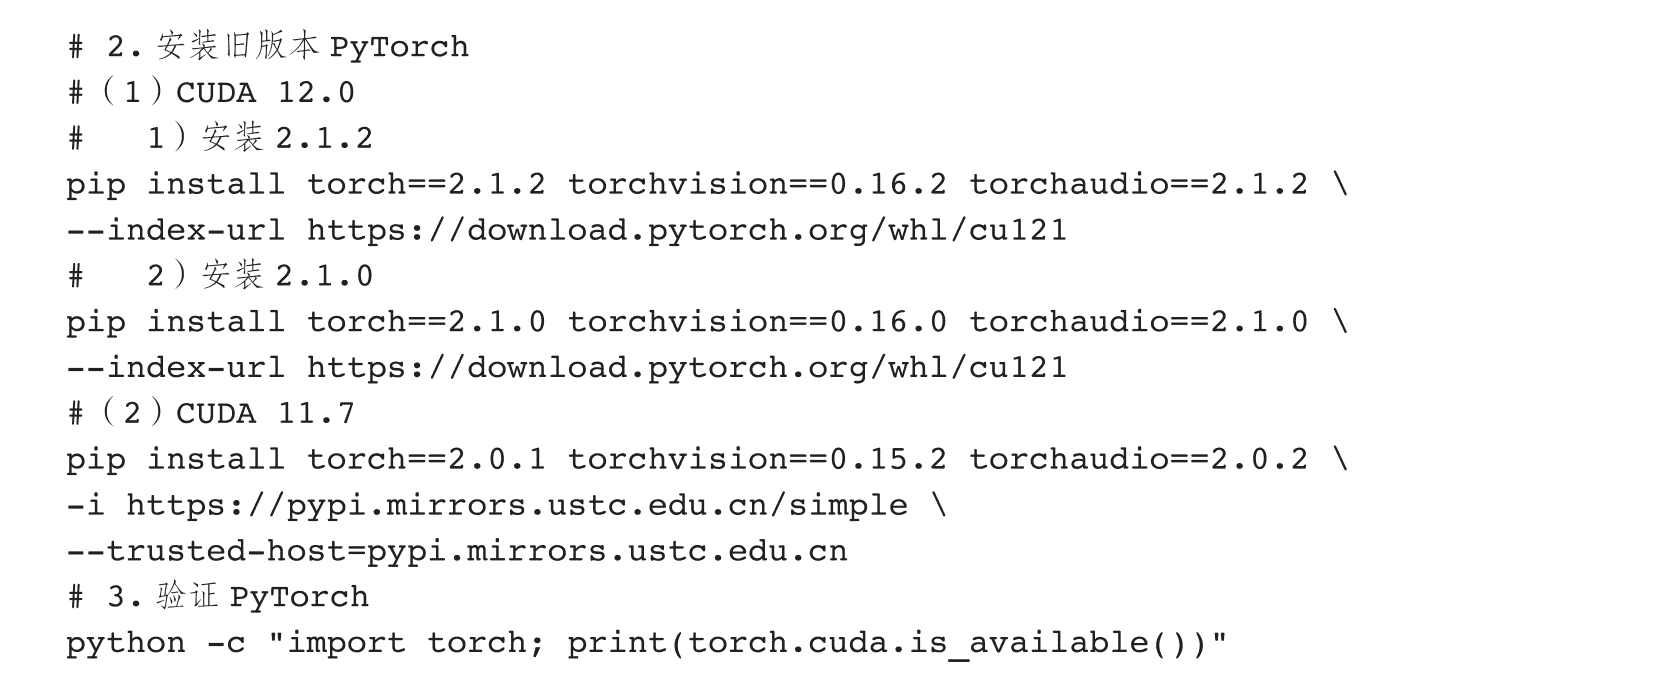 # 2. 安装旧版本 PyTorch
#（1）CUDA 12.0
#   1）安装 2.1.2
pip install torch==2.1.2 torchvision==0.16.2 torchaudio==2.1.2 \
--index-url https://download.pytorch.org/whl/cu121
#   2）安装 2.1.0
pip install torch==2.1.0 torchvision==0.16.0 torchaudio==2.1.0 \
--index-url https://download.pytorch.org/whl/cu121
#（2）CUDA 11.7
pip install torch==2.0.1 torchvision==0.15.2 torchaudio==2.0.2 \
-i https://pypi.mirrors.ustc.edu.cn/simple \
--trusted-host=pypi.mirrors.ustc.edu.cn
# 3. 验证 PyTorch
python -c "import torch; print(torch.cuda.is_available())"